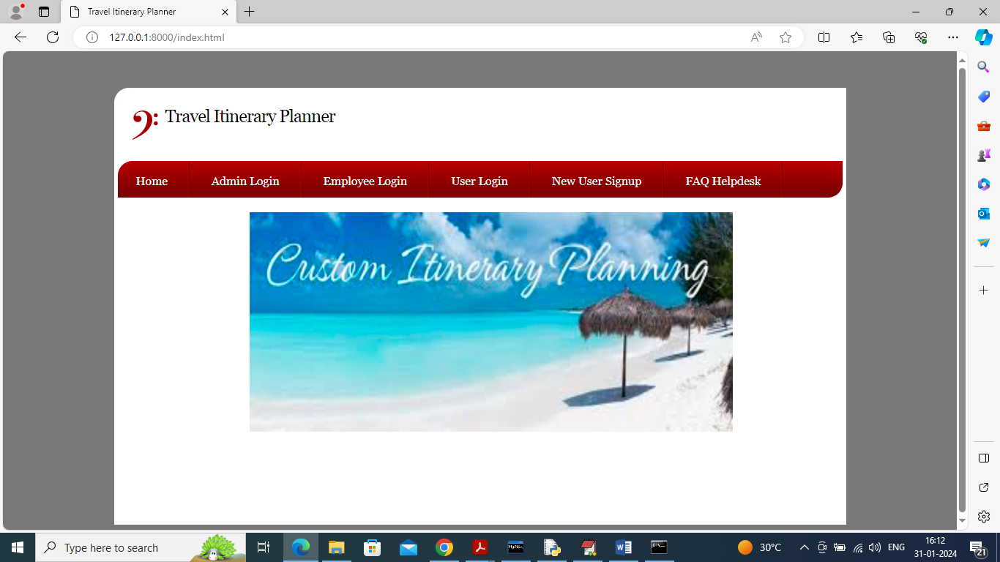 Travel Itinerary Planner
127.0.0.1:8000/index.html
Travel Itinerary Planner
Home Admin Login Employee Login User Login New User Signup FAQ Helpdesk
Custom Itinerary Planning
Type here to search
30°C
ENG
16:12
31-01-2024
21